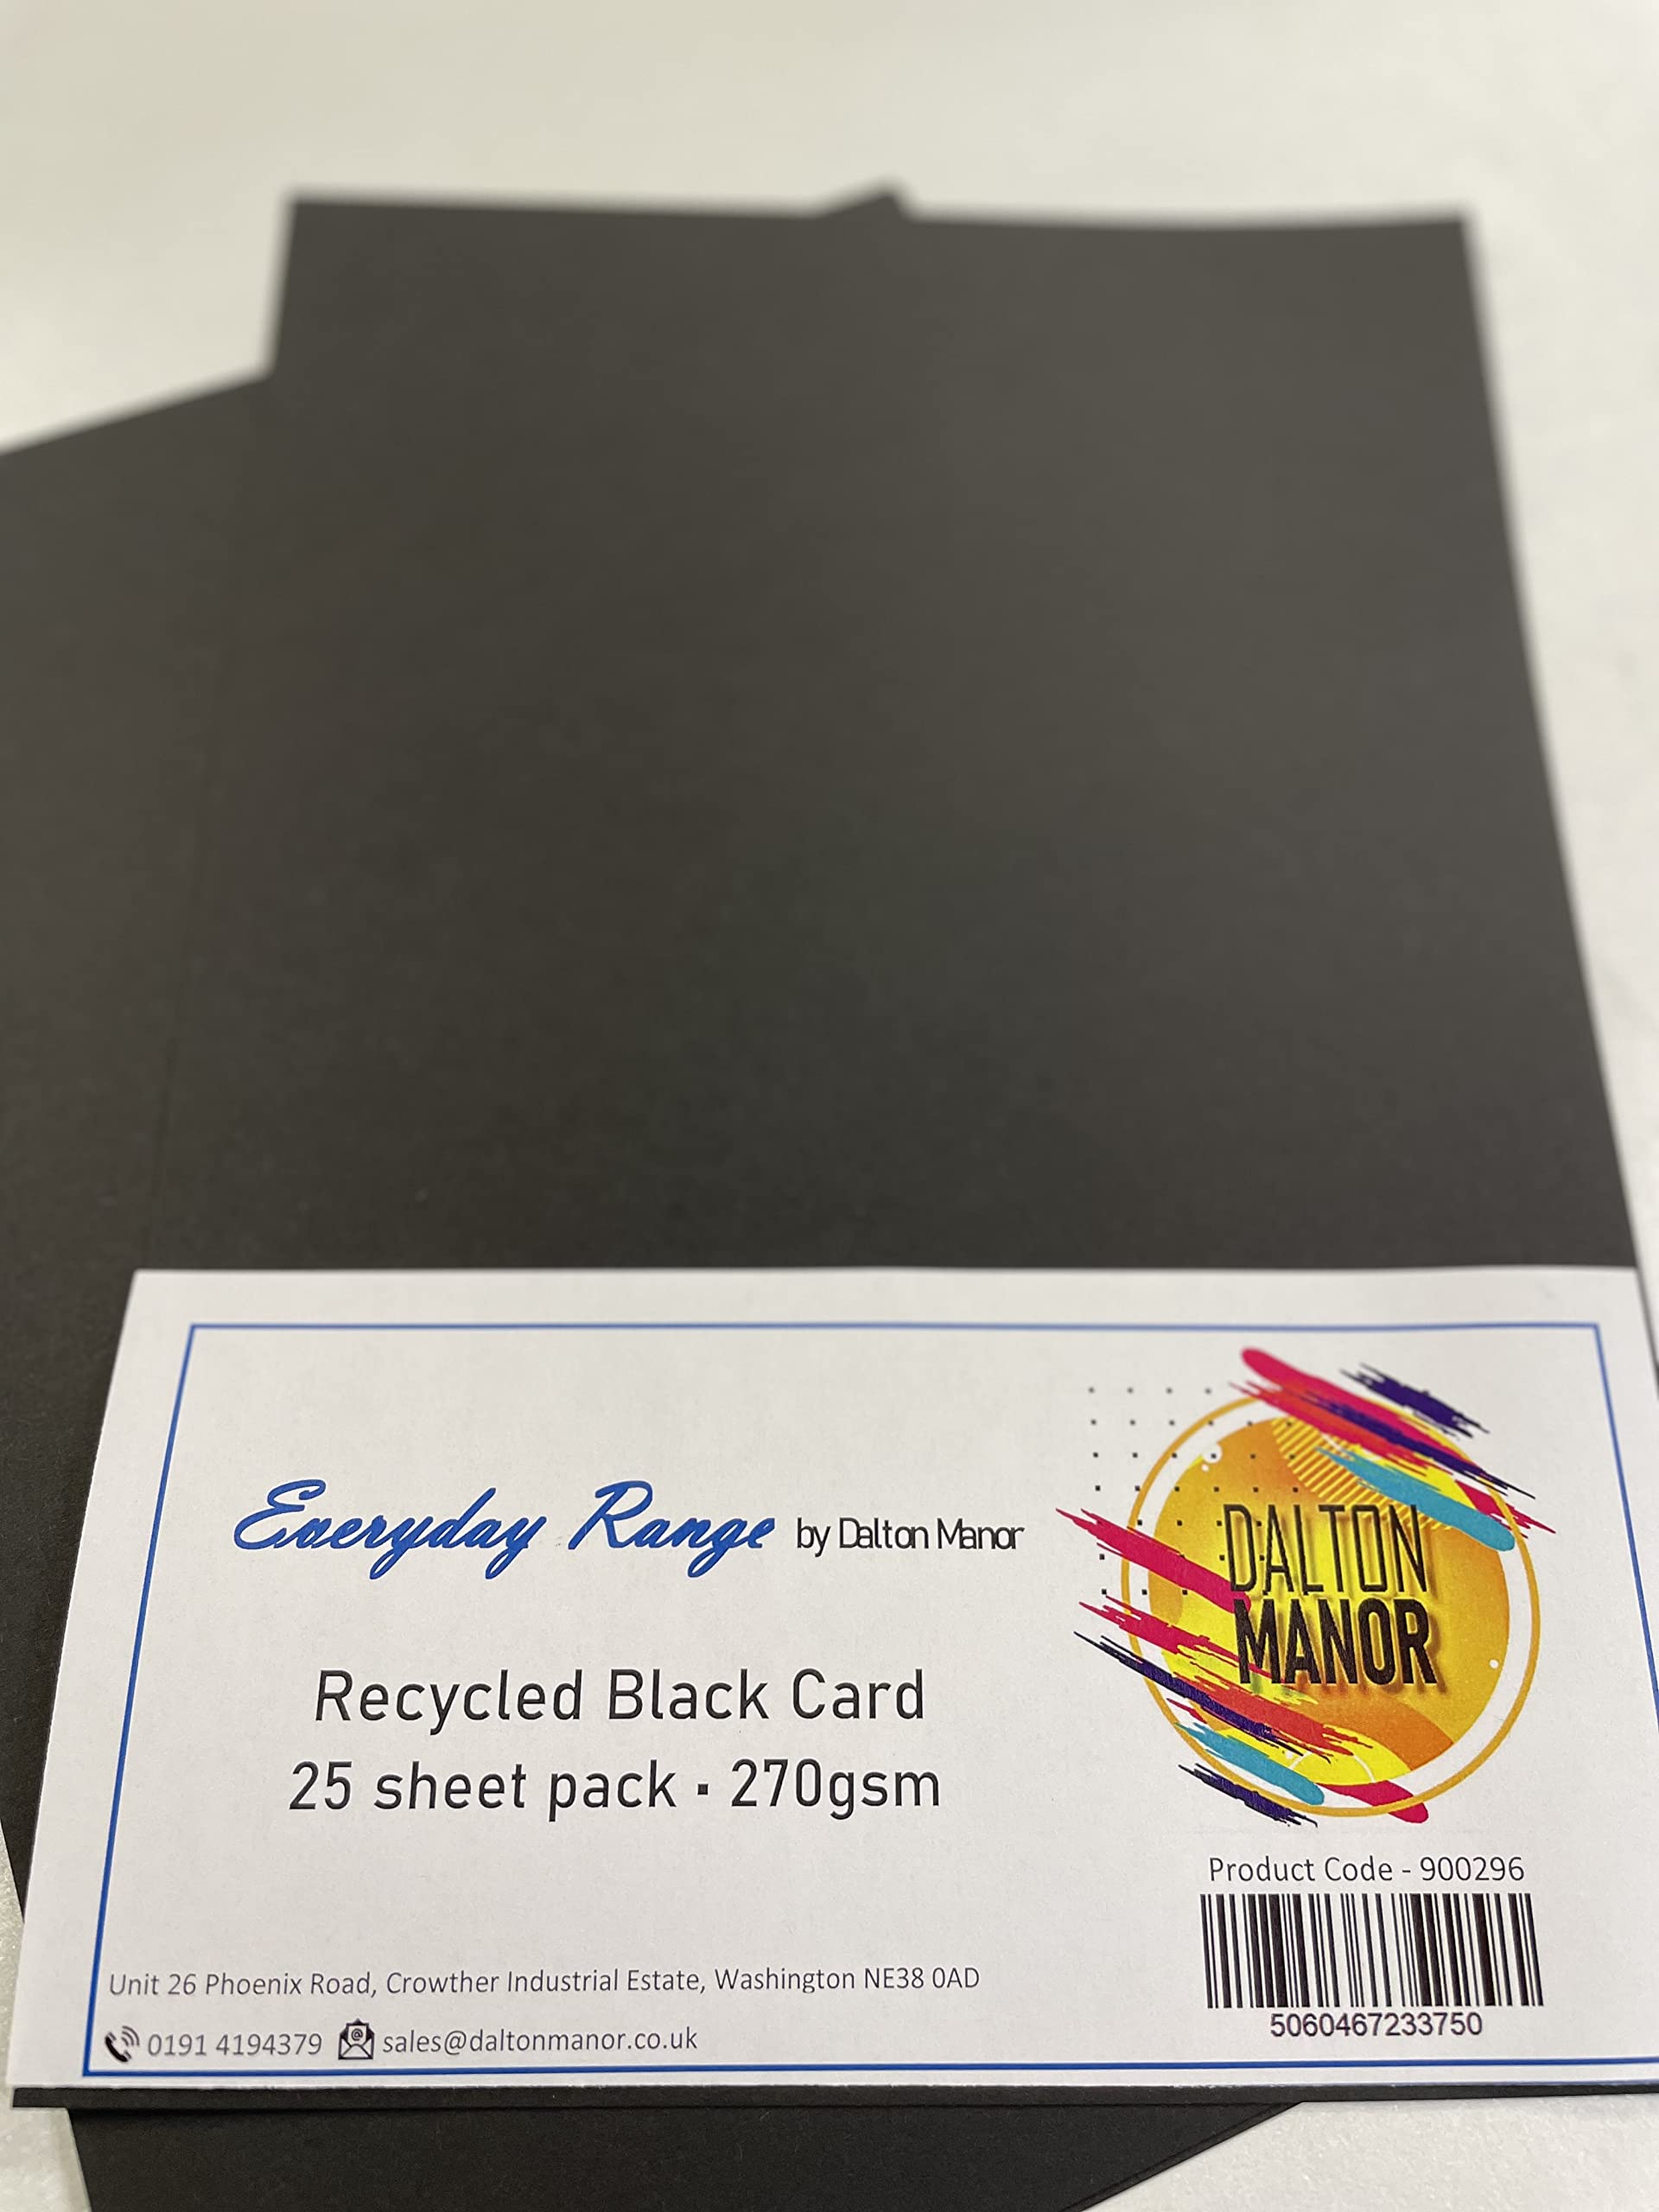 Everyday Range by Dalton Manor
DALTON
MANOR
Recycled Black Card
25 sheet pack ▪ 270gsm
Product Code - 900296
5060467233750
Unit 26 Phoenix Road, Crowther Industrial Estate, Washington NE38 0AD
0191 4194379 sales@daltonmanor.co.uk